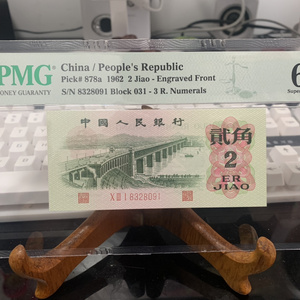 PMG
MONEY GUARANTY
China / People's Republic
Pick# 878a 1962 2 Jiao - Engraved Front
S/N 8328091 Block 031 - 3 R. Numerals
6
Super
中国人民银行
贰角
2
ER
JIAO
8328091